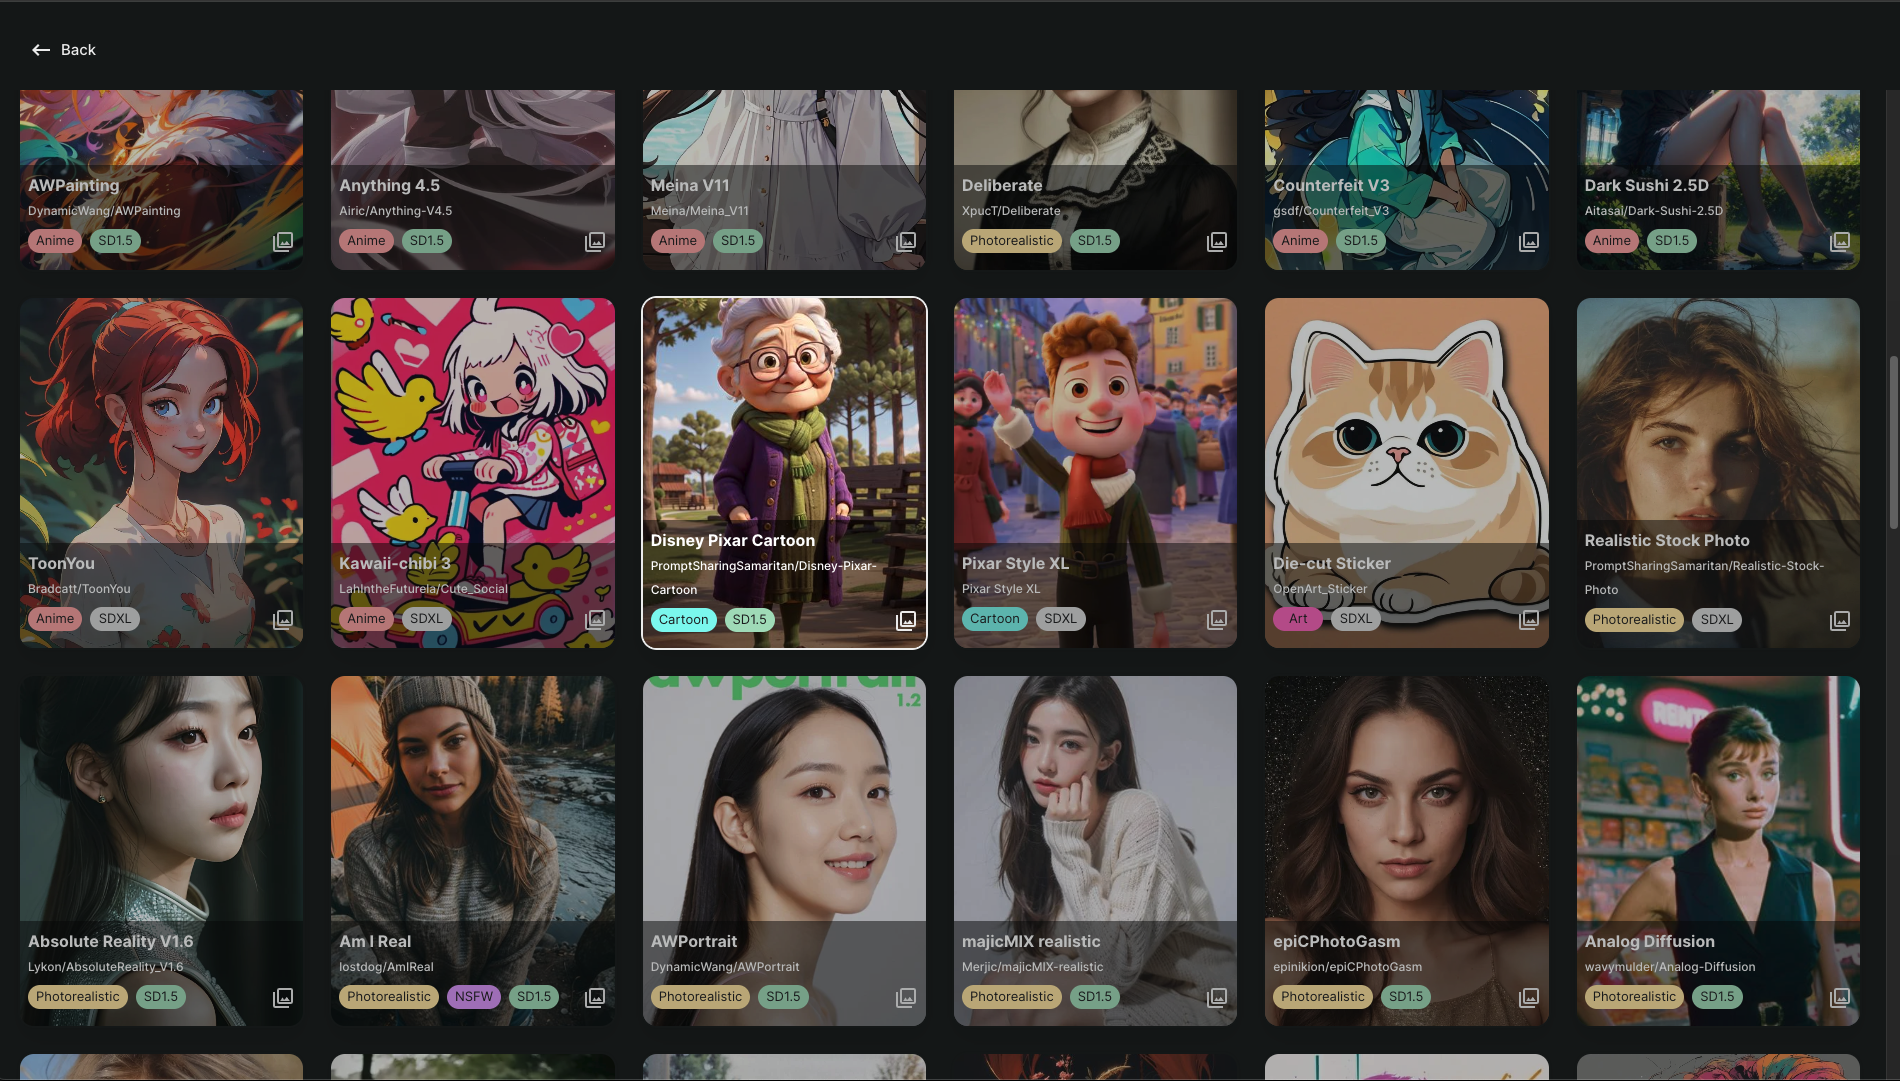 Back
AWPainting
DynamicWang/AWPainting
Anime SD1.5
Anything 4.5
Airic/Anything-V4.5
Anime SD1.5
Meina V11
Meina/Meina_V11
Anime SD1.5
Deliberate
XpucT/Deliberate
Photorealistic SD1.5
Counterfeit V3
gsdf/Counterfeit_V3
Anime SD1.5
Dark Sushi 2.5D
Aitasai/Dark-Sushi-2.5D
Anime SD1.5
ToonYou
Bradcatt/ToonYou
Anime SDXL
Kawaii-chibi 3
LahIntheFutureIa/Cute_Social
Anime SDXL
Disney Pixar Cartoon
PromptSharingSamaritan/Disney-Pixar-
Cartoon
Cartoon SD1.5
Pixar Style XL
Pixar Style XL
Cartoon SDXL
Die-cut Sticker
OpenArt_Sticker
Art SDXL
Realistic Stock Photo
PromptSharingSamaritan/Realistic-Stock-
Photo
Photorealistic SDXL
Absolute Reality V1.6
Lykon/AbsoluteReality_V1.6
Photorealistic SD1.5
Am I Real
lostdog/AmIReal
Photorealistic NSFW SD1.5
awportrait
1.2
AWPortrait
DynamicWang/AWPortrait
Photorealistic SD1.5
majicMIX realistic
Merjic/majicMIX-realistic
Photorealistic SD1.5
epiCPhotoGasm
epinikion/epiCPhotoGasm
Photorealistic SD1.5
Analog Diffusion
wavymulder/Analog-Diffusion
Photorealistic SD1.5